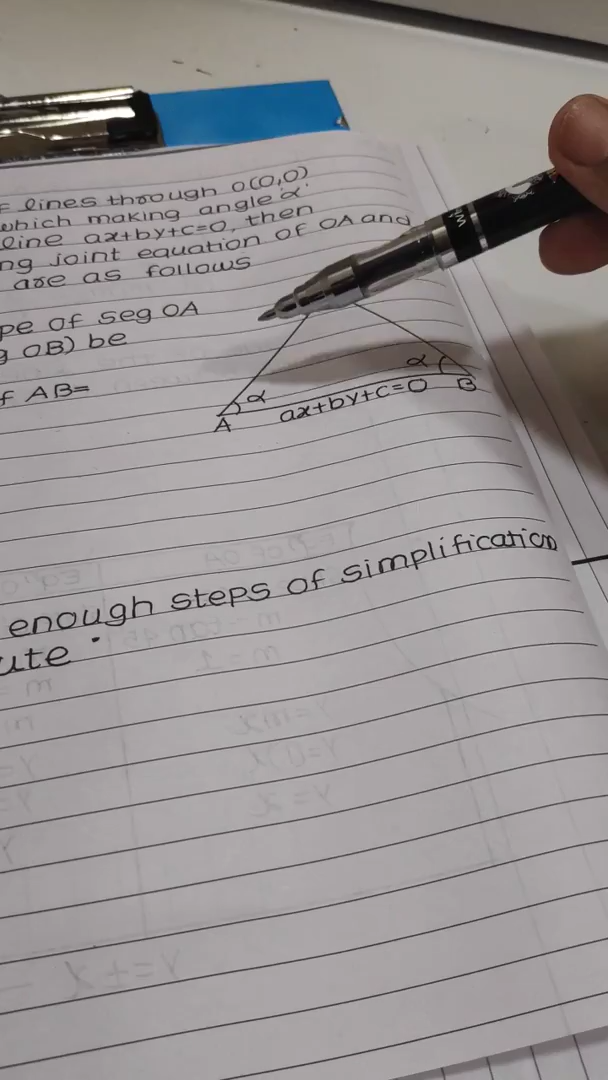 lines through O(0,0)
which making angle 'α'
line ax+by+c=0, then
ng joint equation of OA and
are as follows
pe of seg OA
OB) be
f AB=
α
α
A
ax+by+c=0
B
enough steps of simplification
ute